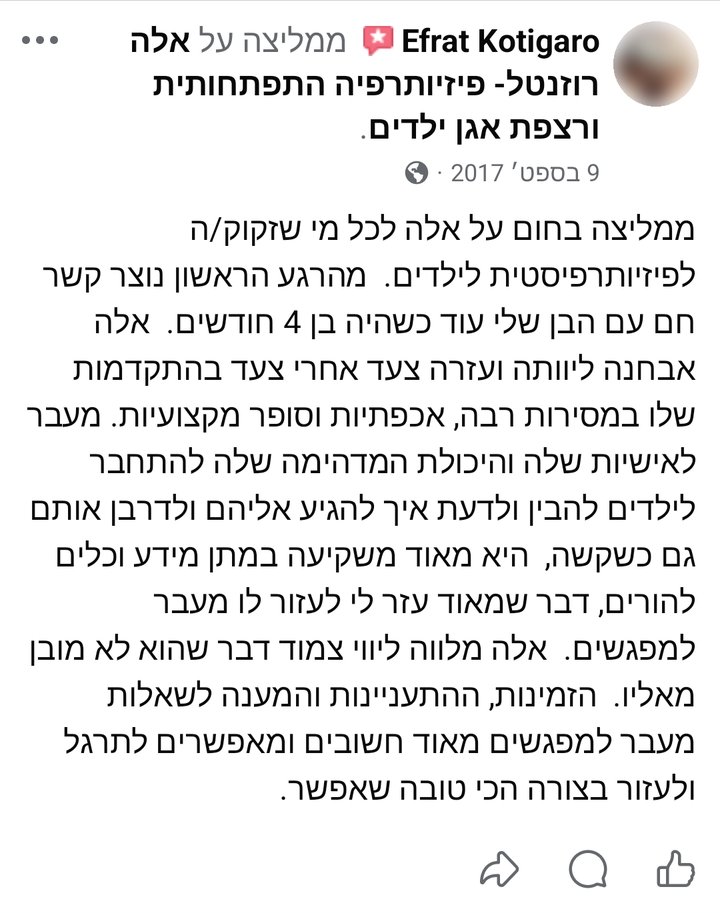 Efrat Kotigaro ממליצה על אלה
רוזנטל- פיזיותרפיה התפתחותית
ורצפת אגן ילדים.
9 בספט׳ 2017 ·
ממליצה בחום על אלה לכל מי שזקוק/ה
לפיזיותרפיסטית לילדים. מהרגע הראשון נוצר קשר
חם עם הבן שלי עוד כשהיה בן 4 חודשים. אלה
אבחנה ליוותה ועזרה צעד אחרי צעד בהתקדמות
שלו במסירות רבה, אכפתיות וסופר מקצועיות. מעבר
לאישיות שלה והיכולת המדהימה שלה להתחבר
לילדים להבין ולדעת איך להגיע אליהם ולדרבן אותם
גם כשקשה, היא מאוד משקיעה במתן מידע וכלים
להורים, דבר שמאוד עזר לי לעזור לו מעבר
למפגשים. אלה מלווה ליווי צמוד דבר שהוא לא מובן
מאליו. הזמינות, ההתעניינות והמענה לשאלות
מעבר למפגשים מאוד חשובים ומאפשרים לתרגל
ולעזור בצורה הכי טובה שאפשר.